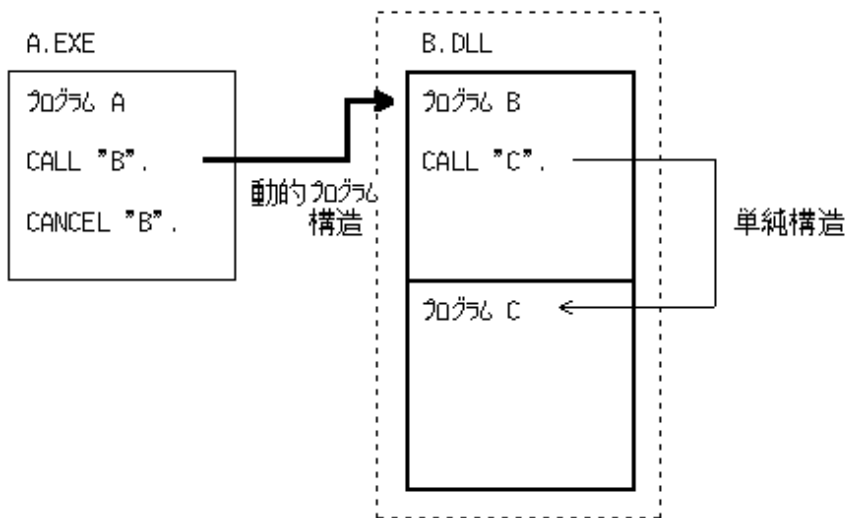 A.EXE
プログラム A
CALL "B".
CANCEL "B".
動的プログラム
構造
B.DLL
プログラム B
CALL "C".
プログラム C
単純構造